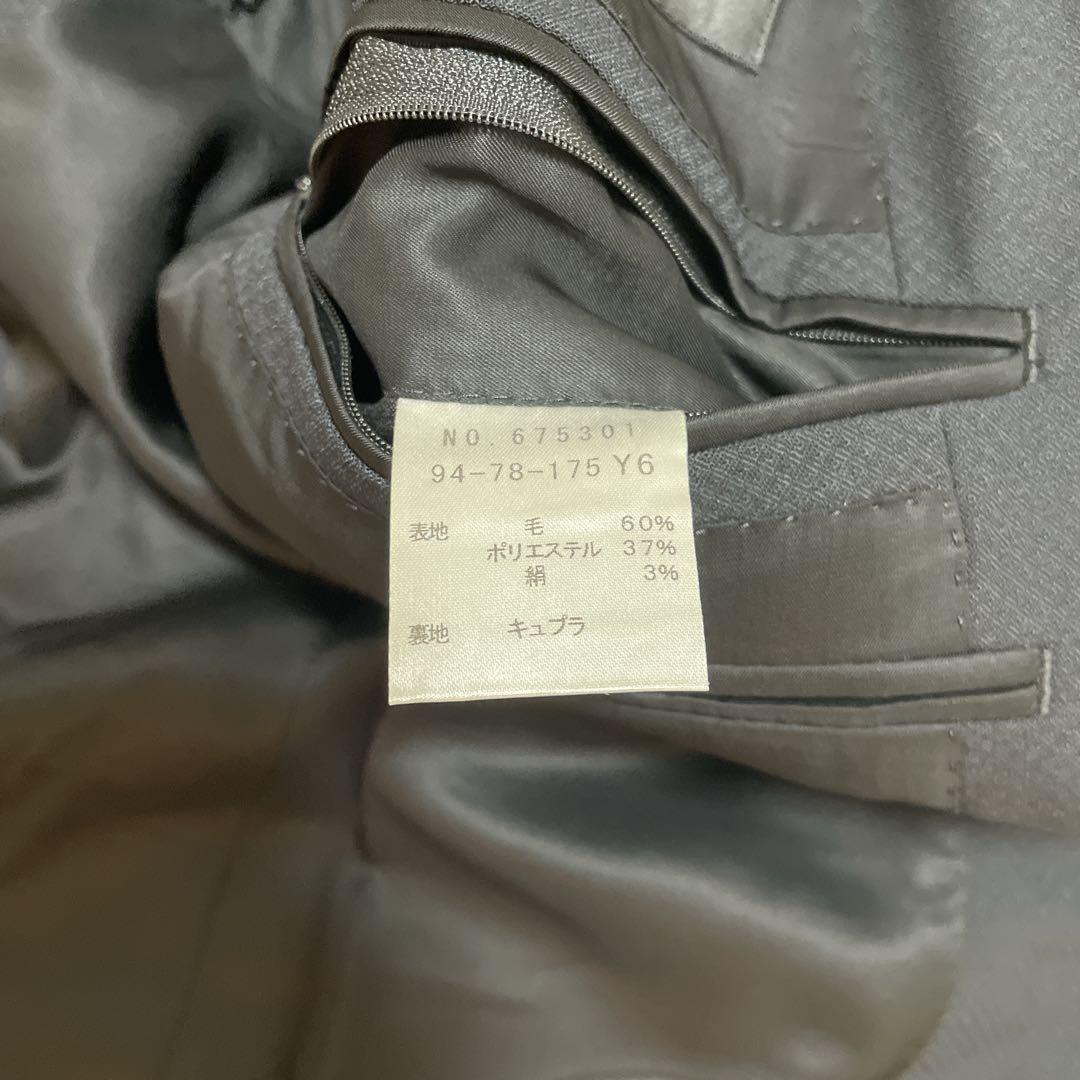 NO.675301
94-78-175 Y6
表地 毛 60%
ポリエステル 37%
絹 3%
裏地 キュプラ